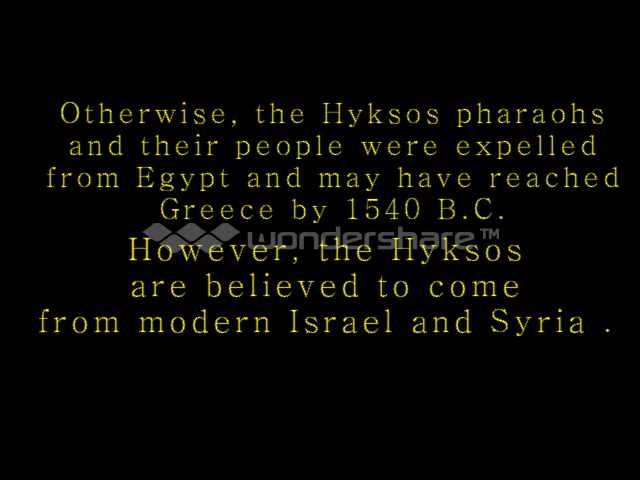 Otherwise, the Hyksos pharaohs
and their people were expelled
from Egypt and may have reached
Greece by 1540 B.C.
wondershare™
However, the Hyksos
are believed to come
from modern Israel and Syria .